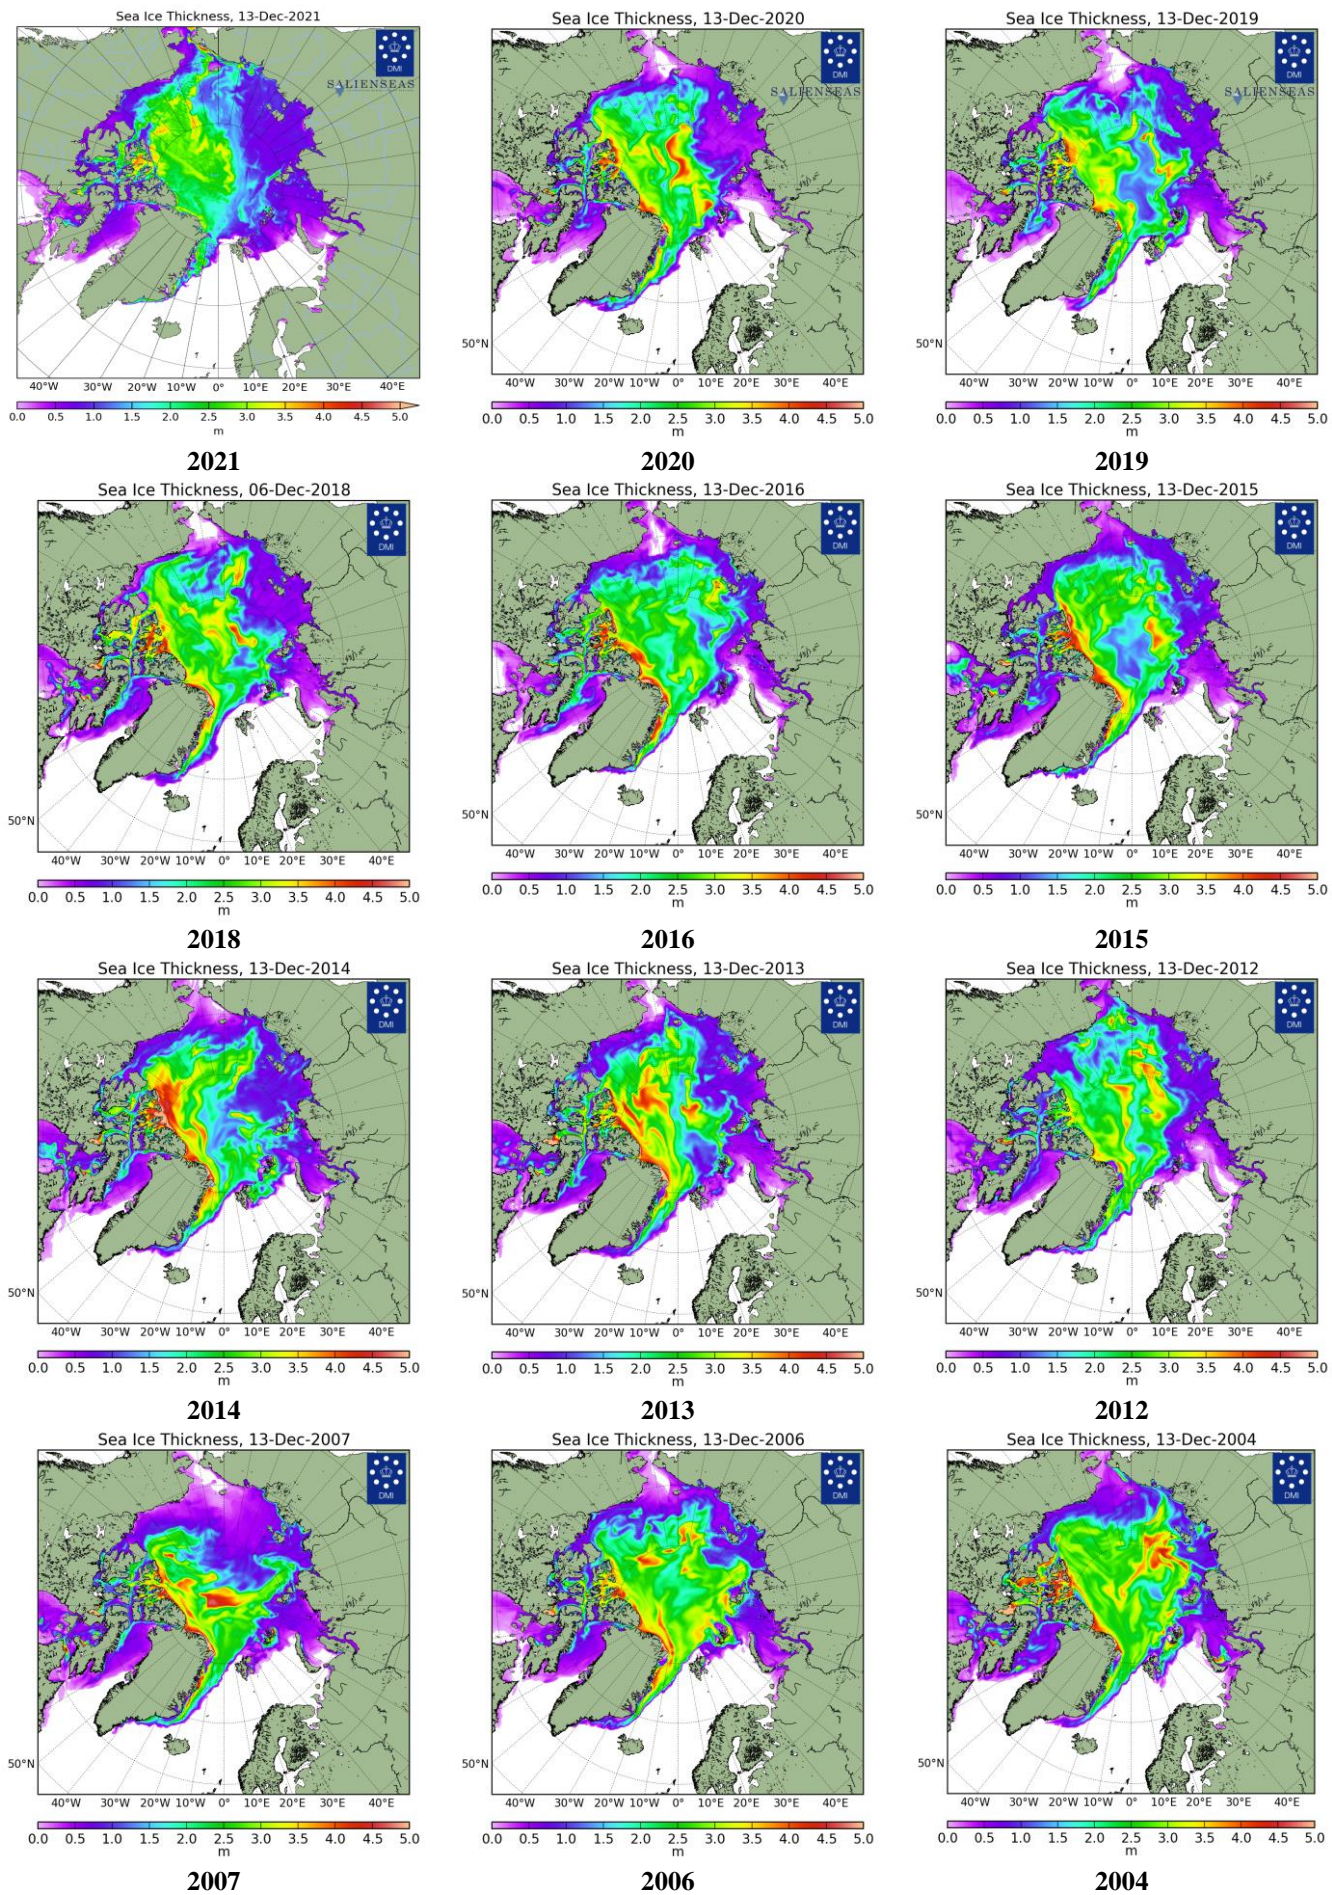 Sea Ice Thickness, 13-Dec-2021
DMI
SALIENSEAS
40°W 30°W 20°W 10°W 0° 10°E 20°E 30°E 40°E
0.0 0.5 1.0 1.5 2.0 2.5 3.0 3.5 4.0 4.5 5.0
m
2021
Sea Ice Thickness, 13-Dec-2020
DMI
SALIENSEAS
50°N
40°W 30°W 20°W 10°W 0° 10°E 20°E 30°E 40°E
0.0 0.5 1.0 1.5 2.0 2.5 3.0 3.5 4.0 4.5 5.0
m
2020
Sea Ice Thickness, 13-Dec-2019
DMI
SALIENSEAS
50°N
40°W 30°W 20°W 10°W 0° 10°E 20°E 30°E 40°E
0.0 0.5 1.0 1.5 2.0 2.5 3.0 3.5 4.0 4.5 5.0
m
2019
Sea Ice Thickness, 06-Dec-2018
DMI
50°N
40°W 30°W 20°W 10°W 0° 10°E 20°E 30°E 40°E
0.0 0.5 1.0 1.5 2.0 2.5 3.0 3.5 4.0 4.5 5.0
m
2018
Sea Ice Thickness, 13-Dec-2016
DMI
50°N
40°W 30°W 20°W 10°W 0° 10°E 20°E 30°E 40°E
0.0 0.5 1.0 1.5 2.0 2.5 3.0 3.5 4.0 4.5 5.0
m
2016
Sea Ice Thickness, 13-Dec-2015
DMI
50°N
40°W 30°W 20°W 10°W 0° 10°E 20°E 30°E 40°E
0.0 0.5 1.0 1.5 2.0 2.5 3.0 3.5 4.0 4.5 5.0
m
2015
Sea Ice Thickness, 13-Dec-2014
DMI
50°N
40°W 30°W 20°W 10°W 0° 10°E 20°E 30°E 40°E
0.0 0.5 1.0 1.5 2.0 2.5 3.0 3.5 4.0 4.5 5.0
m
2014
Sea Ice Thickness, 13-Dec-2013
DMI
50°N
40°W 30°W 20°W 10°W 0° 10°E 20°E 30°E 40°E
0.0 0.5 1.0 1.5 2.0 2.5 3.0 3.5 4.0 4.5 5.0
m
2013
Sea Ice Thickness, 13-Dec-2012
DMI
50°N
40°W 30°W 20°W 10°W 0° 10°E 20°E 30°E 40°E
0.0 0.5 1.0 1.5 2.0 2.5 3.0 3.5 4.0 4.5 5.0
m
2012
Sea Ice Thickness, 13-Dec-2007
DMI
50°N
40°W 30°W 20°W 10°W 0° 10°E 20°E 30°E 40°E
0.0 0.5 1.0 1.5 2.0 2.5 3.0 3.5 4.0 4.5 5.0
m
2007
Sea Ice Thickness, 13-Dec-2006
DMI
50°N
40°W 30°W 20°W 10°W 0° 10°E 20°E 30°E 40°E
0.0 0.5 1.0 1.5 2.0 2.5 3.0 3.5 4.0 4.5 5.0
m
2006
Sea Ice Thickness, 13-Dec-2004
DMI
50°N
40°W 30°W 20°W 10°W 0° 10°E 20°E 30°E 40°E
0.0 0.5 1.0 1.5 2.0 2.5 3.0 3.5 4.0 4.5 5.0
m
2004